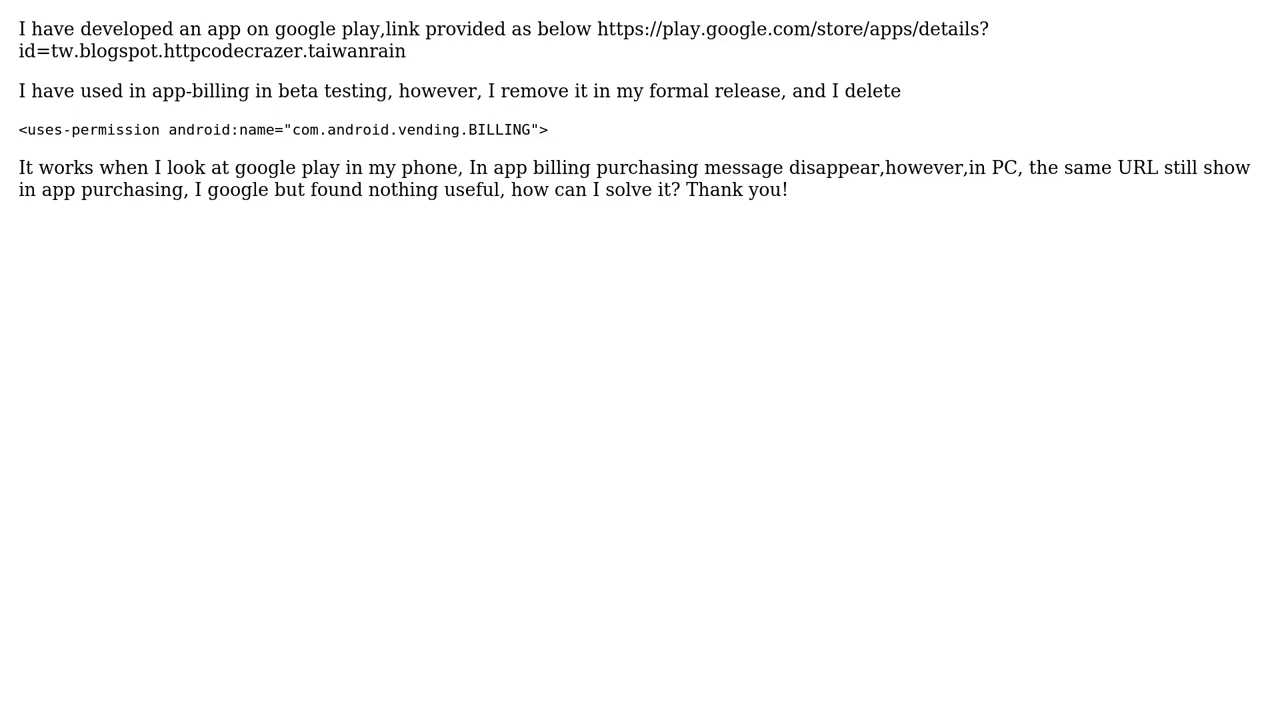 I have developed an app on google play,link provided as below https://play.google.com/store/apps/details?
id=tw.blogspot.httpcodecrazer.taiwanrain
I have used in app-billing in beta testing, however, I remove it in my formal release, and I delete
<uses-permission android:name="com.android.vending.BILLING">
It works when I look at google play in my phone, In app billing purchasing message disappear,however,in PC, the same URL still show
in app purchasing, I google but found nothing useful, how can I solve it? Thank you!